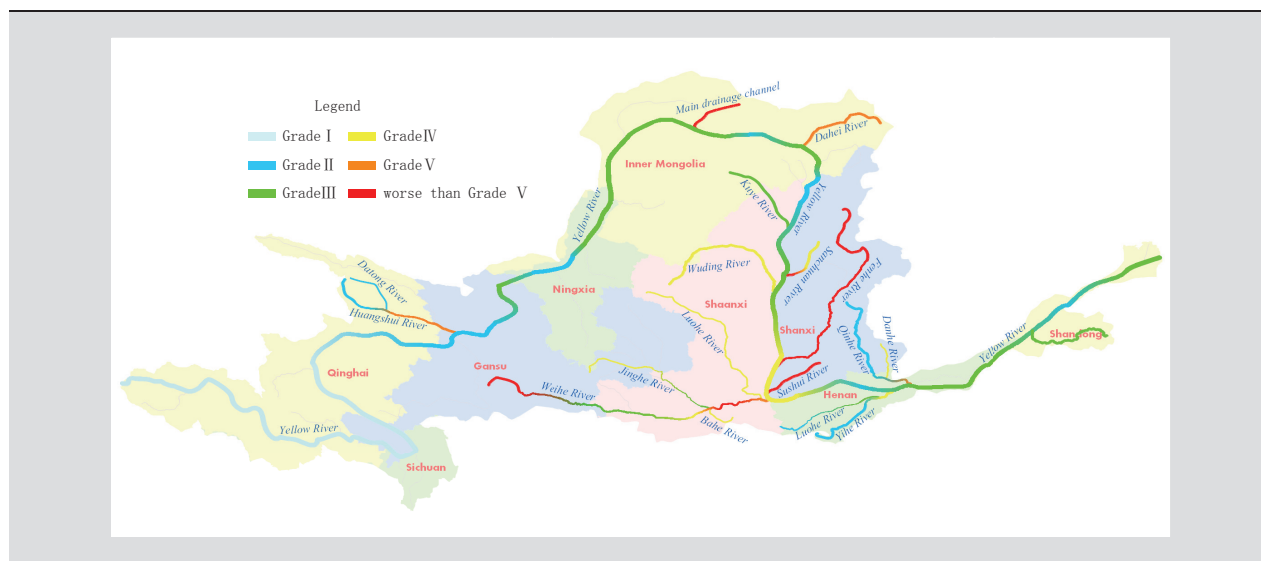 Legend
Grade Ⅰ
GradeⅣ
Grade Ⅱ
Grade Ⅴ
GradeⅢ
worse than Grade Ⅴ
Main drainage channel
Dahei River
Inner Mongolia
Kuye River
Yellow River
Yellow River
Wuding River
Sanchuan River
Fenhe River
Datong River
Ningxia
Shaanxi
Huangshui River
Luohe River
Shanxi
Qinhe River
Danhe River
Yellow River
Shandong
Qinghai
Gansu
Weihe River
Jinghe River
Sushui River
Henan
Yellow River
Bahe River
Luohe River
Yihe River
Sichuan